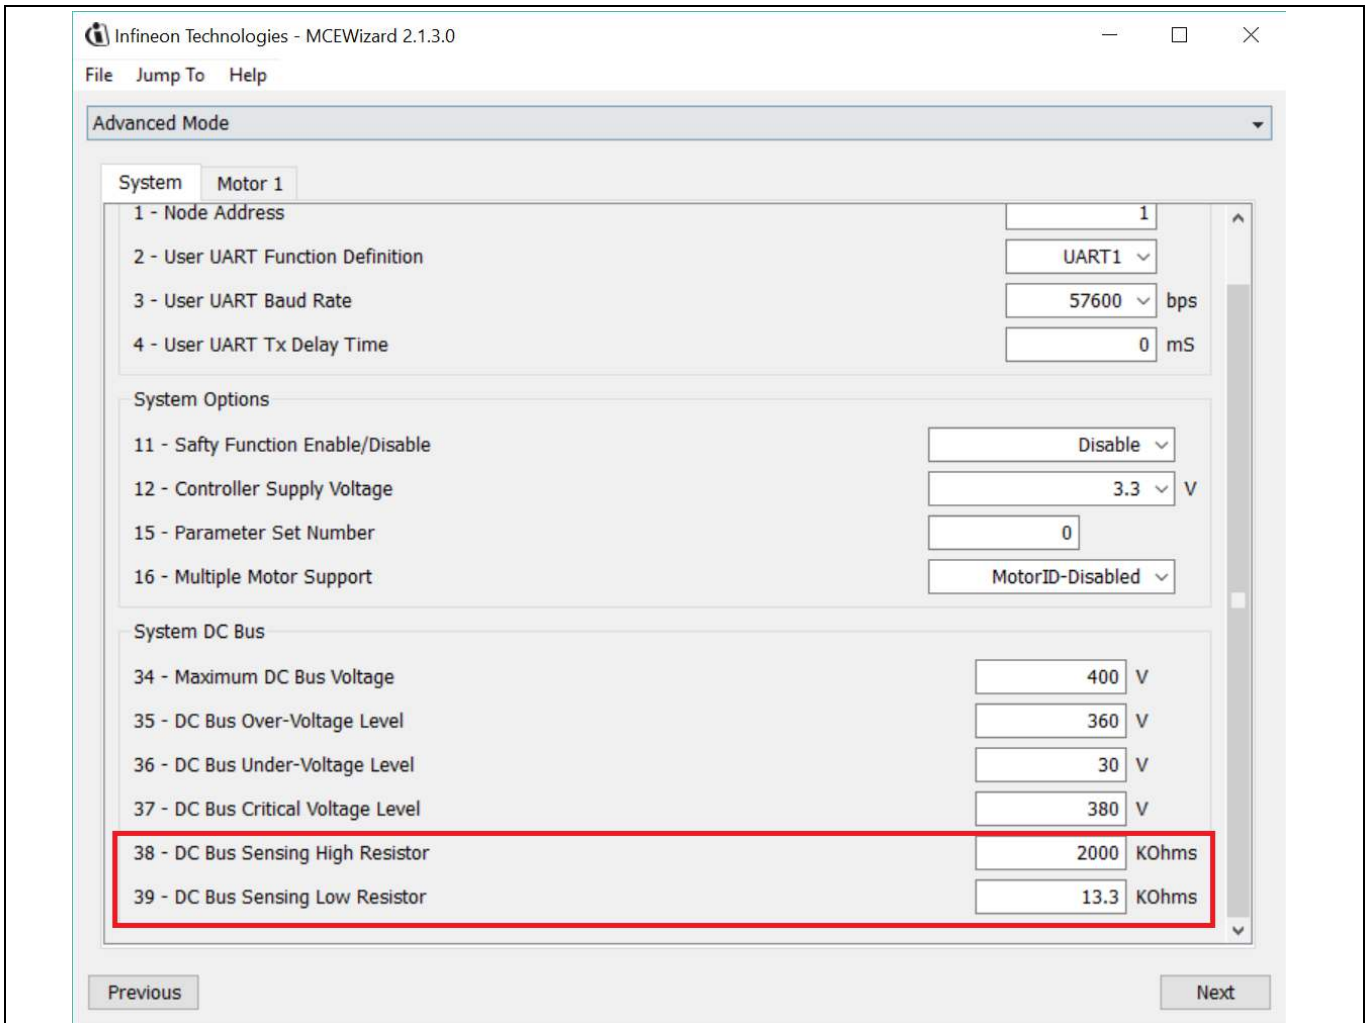 Infineon Technologies - MCEWizard 2.1.3.0
File Jump To Help
Advanced Mode
System Motor 1
1 - Node Address 1
2 - User UART Function Definition UART1
3 - User UART Baud Rate 57600 bps
4 - User UART Tx Delay Time 0 mS
System Options
11 - Safty Function Enable/Disable Disable
12 - Controller Supply Voltage 3.3 V
15 - Parameter Set Number 0
16 - Multiple Motor Support MotorID-Disabled
System DC Bus
34 - Maximum DC Bus Voltage 400 V
35 - DC Bus Over-Voltage Level 360 V
36 - DC Bus Under-Voltage Level 30 V
37 - DC Bus Critical Voltage Level 380 V
38 - DC Bus Sensing High Resistor 2000 KOhms
39 - DC Bus Sensing Low Resistor 13.3 KOhms
Previous Next